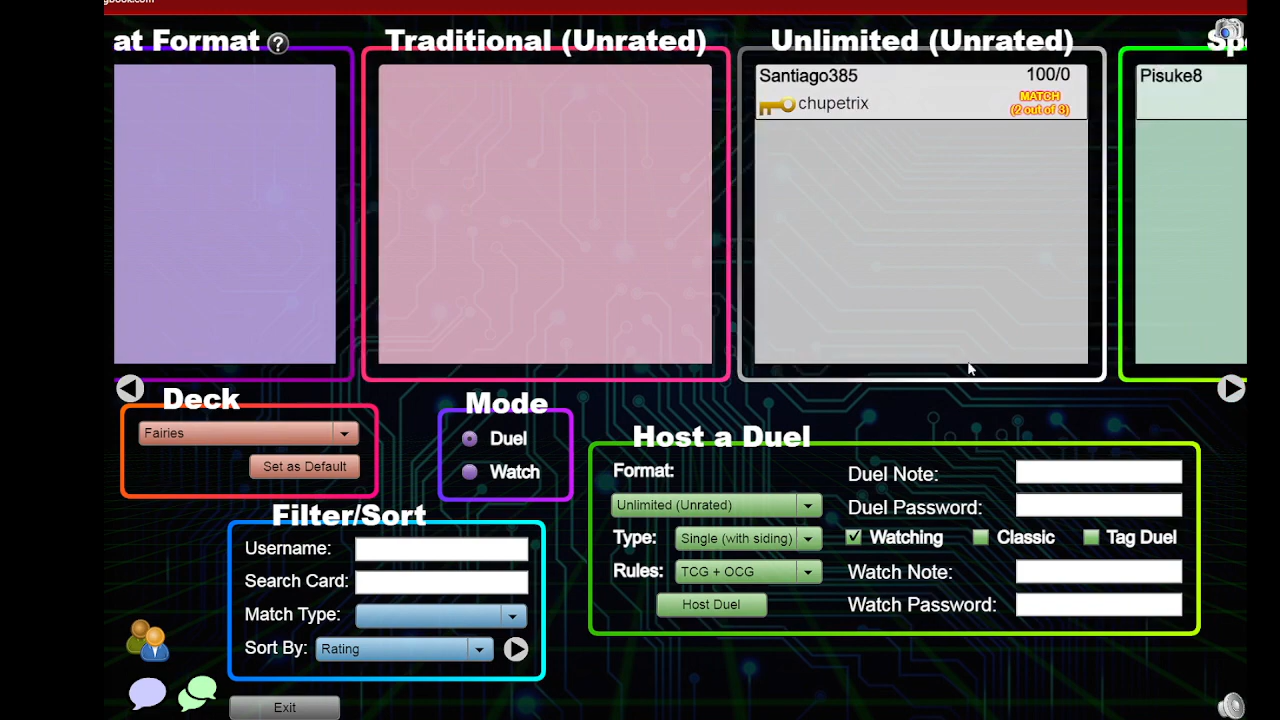 gbook.com
at Format ?
Traditional (Unrated)
Unlimited (Unrated)
Sp
Santiago385 100/0
chupetrix MATCH
(2 out of 3)
Pisuke8
Deck
Fairies
Set as Default
Mode
Duel
Watch
Filter/Sort
Username:
Search Card:
Match Type:
Sort By: Rating
Host a Duel
Format:
Unlimited (Unrated)
Type: Single (with siding)
Rules: TCG + OCG
Host Duel
Duel Note:
Duel Password:
Watching Classic Tag Duel
Watch Note:
Watch Password:
Exit